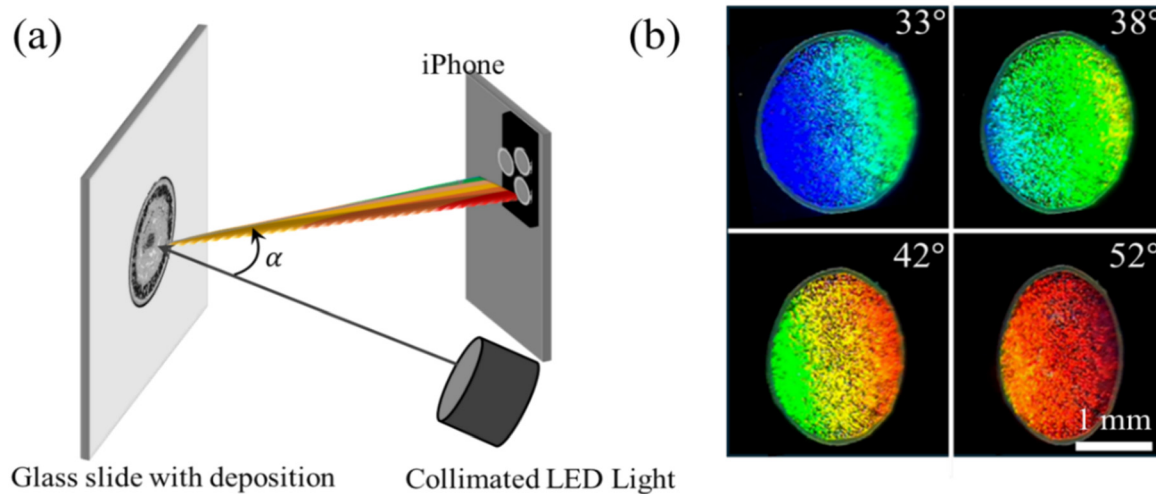 (a)
iPhone
α
Glass slide with deposition
Collimated LED Light
(b)
33°
38°
42°
52°
1 mm